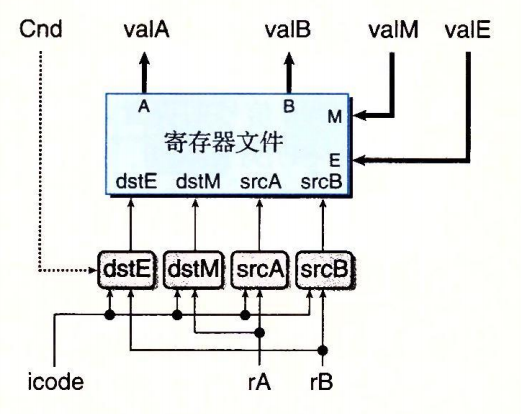 Cnd valA valB valM valE
A B
M
寄存器文件
E
dstE dstM srcA srcB
dstE dstM srcA srcB
icode rA rB